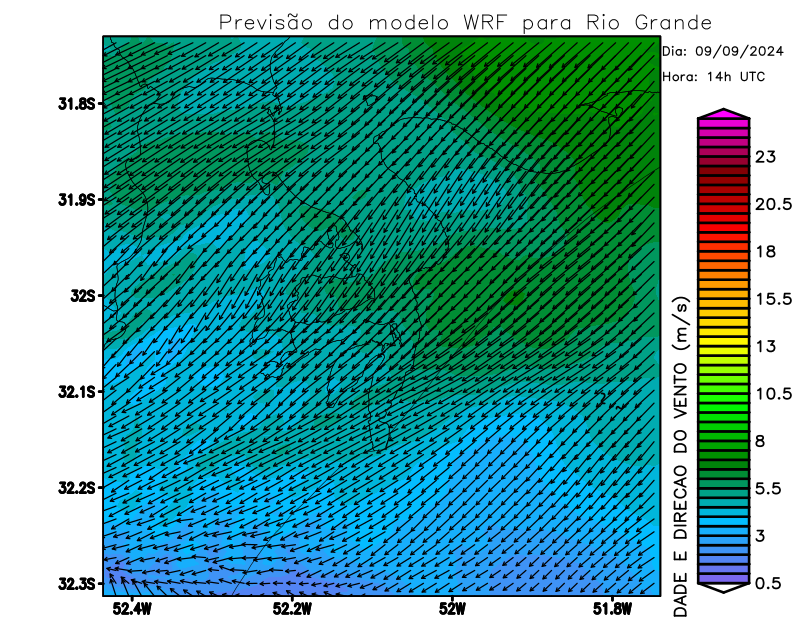 Previsão do modelo WRF para Rio Grande
Dia: 09/09/2024
Hora: 14h UTC
31.8S
31.9S
32S
32.1S
32.2S
32.3S
52.4W
52.2W
52W
51.8W
23
20.5
18
15.5
13
10.5
8
5.5
3
0.5
DADE E DIRECAO DO VENTO (m/s)